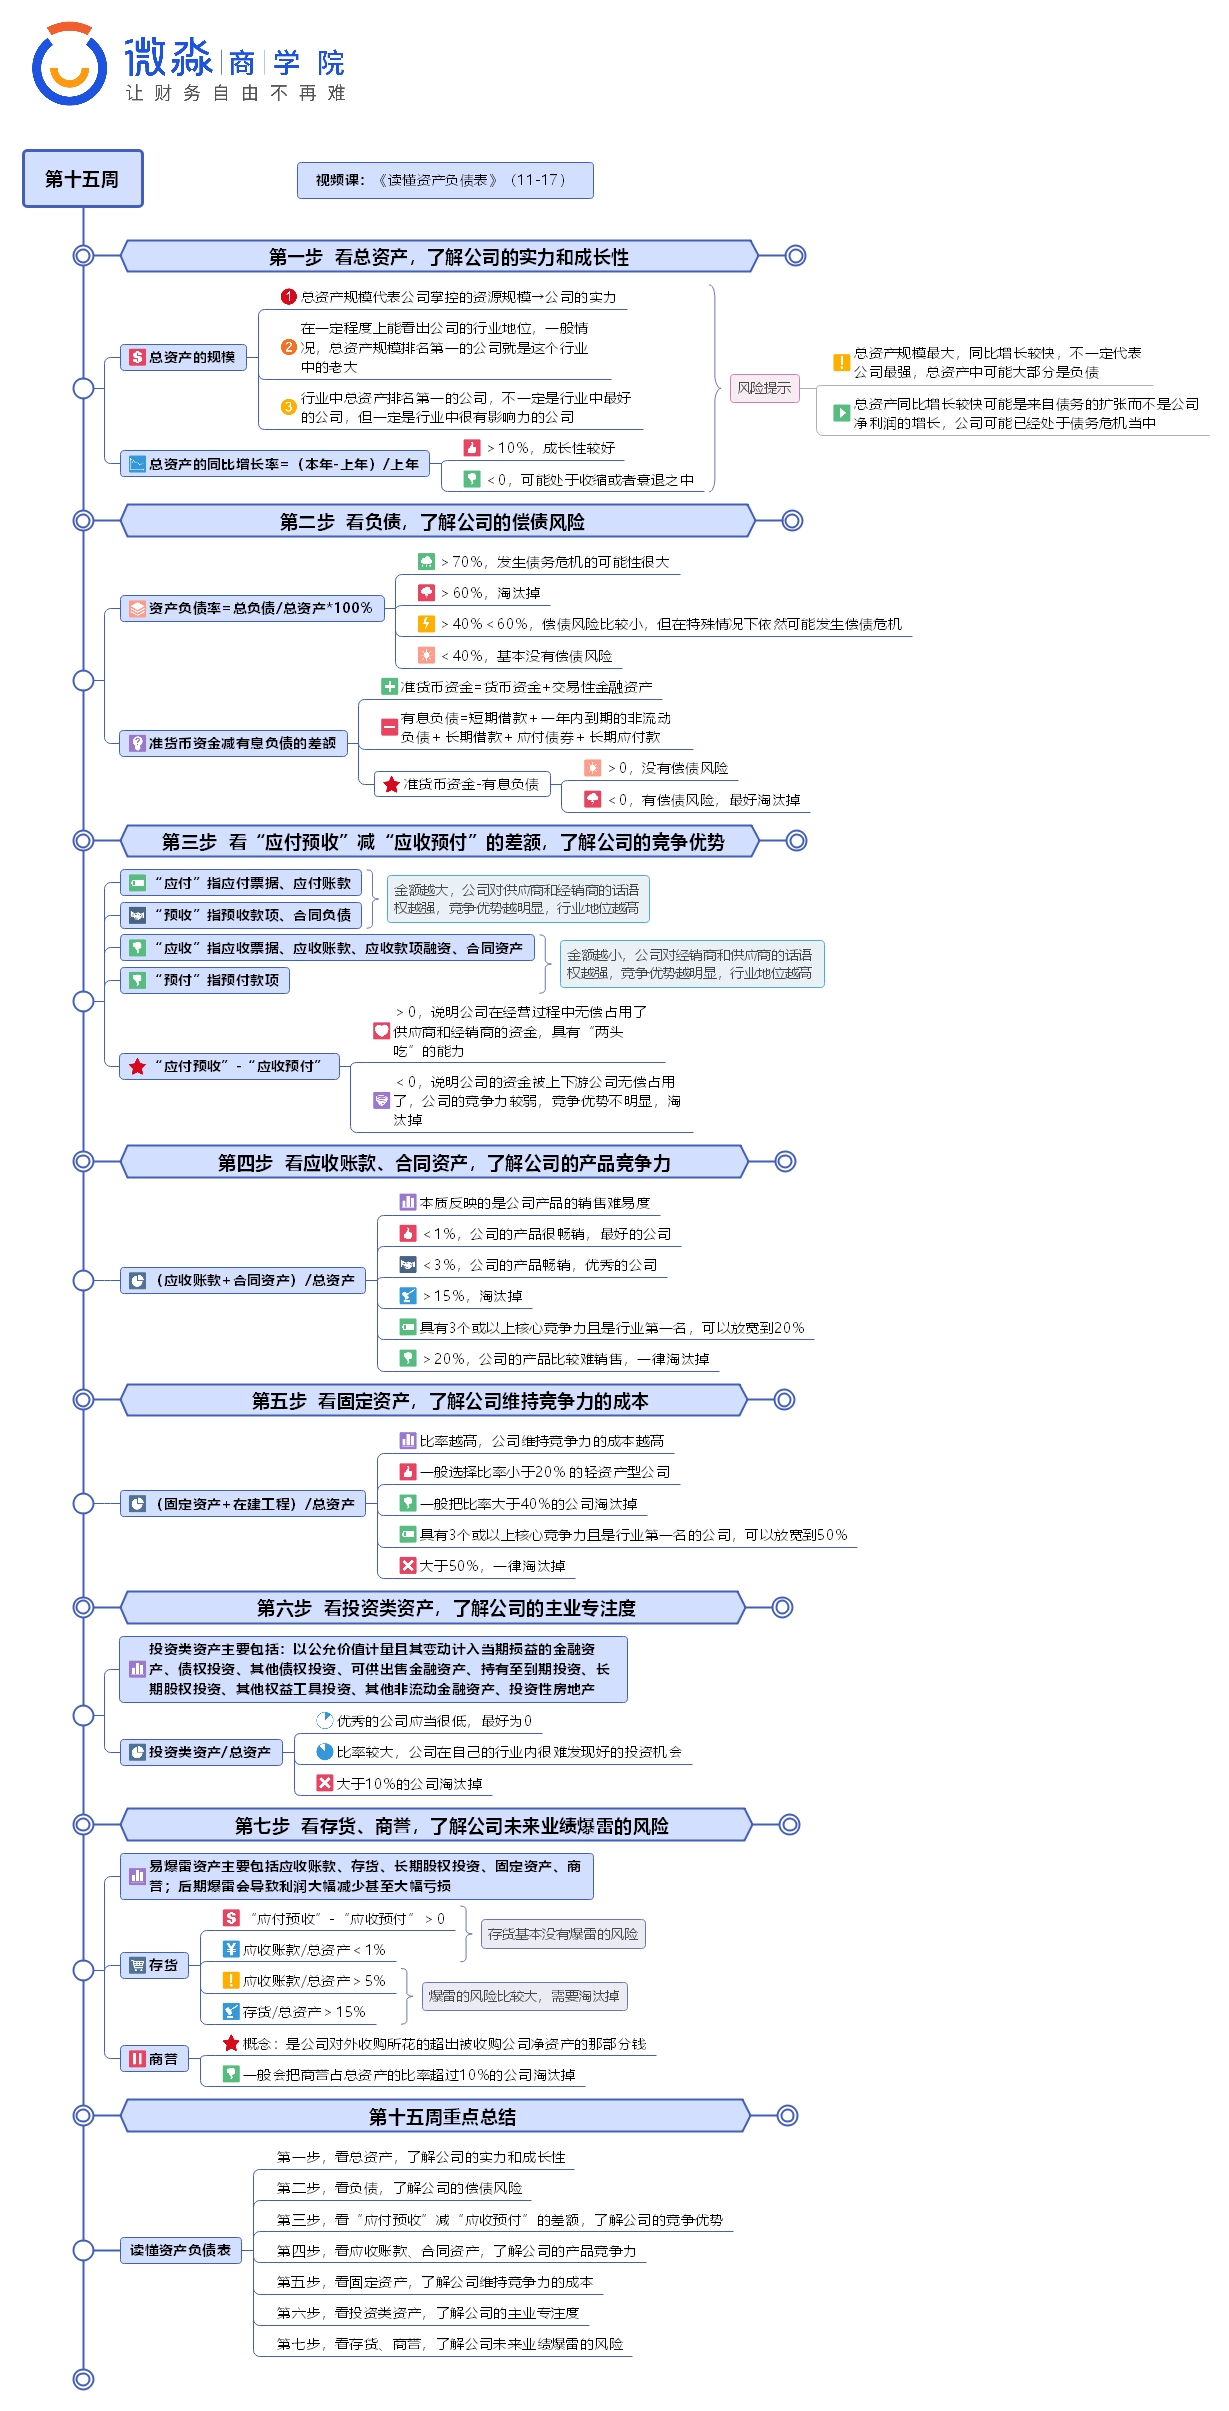 微淼 商学院
让财务自由不再难
第十五周
视频课：《读懂资产负债表》（11-17）
第一步 看总资产，了解公司的实力和成长性
总资产的规模
1 总资产规模代表公司掌控的资源规模→公司的实力
2 在一定程度上能看出公司的行业地位，一般情
况，总资产规模排名第一的公司就是这个行业
中的老大
3 行业中总资产排名第一的公司，不一定是行业中最好
的公司，但一定是行业中很有影响力的公司
总资产的同比增长率=（本年-上年）/上年
＞10%，成长性较好
＜0，可能处于收缩或者衰退之中
风险提示
总资产规模最大，同比增长较快，不一定代表
公司最强，总资产中可能大部分是负债
总资产同比增长较快可能是来自债务的扩张而不是公司
净利润的增长，公司可能已经处于债务危机当中
第二步 看负债，了解公司的偿债风险
资产负债率=总负债/总资产*100%
＞70%，发生债务危机的可能性很大
＞60%，淘汰掉
＞40%＜60%，偿债风险比较小，但在特殊情况下依然可能发生偿债危机
＜40%，基本没有偿债风险
准货币资金减有息负债的差额
准货币资金=货币资金+交易性金融资产
有息负债=短期借款+一年内到期的非流动
负债+长期借款+应付债券+长期应付款
准货币资金-有息负债
＞0，没有偿债风险
＜0，有偿债风险，最好淘汰掉
第三步 看“应付预收”减“应收预付”的差额，了解公司的竞争优势
“应付”指应付票据、应付账款
“预收”指预收款项、合同负债
金额越大，公司对供应商和经销商的话语
权越强，竞争优势越明显，行业地位越高
“应收”指应收票据、应收账款、应收款项融资、合同资产
“预付”指预付款项
金额越小，公司对经销商和供应商的话语
权越强，竞争优势越明显，行业地位越高
“应付预收”-“应收预付”
＞0，说明公司在经营过程中无偿占用了
供应商和经销商的资金，具有“两头
吃”的能力
＜0，说明公司的资金被上下游公司无偿占用
了，公司的竞争力较弱，竞争优势不明显，淘
汰掉
第四步 看应收账款、合同资产，了解公司的产品竞争力
（应收账款+合同资产）/总资产
本质反映的是公司产品的销售难易度
＜1%，公司的产品很畅销，最好的公司
＜3%，公司的产品畅销，优秀的公司
＞15%，淘汰掉
具有3个或以上核心竞争力且是行业第一名，可以放宽到20%
＞20%，公司的产品比较难销售，一律淘汰掉
第五步 看固定资产，了解公司维持竞争力的成本
（固定资产+在建工程）/总资产
比率越高，公司维持竞争力的成本越高
一般选择比率小于20%的轻资产型公司
一般把比率大于40%的公司淘汰掉
具有3个或以上核心竞争力且是行业第一名的公司，可以放宽到50%
大于50%，一律淘汰掉
第六步 看投资类资产，了解公司的主业专注度
投资类资产主要包括：以公允价值计量且其变动计入当期损益的金融资
产、债权投资、其他债权投资、可供出售金融资产、持有至到期投资、长
期股权投资、其他权益工具投资、其他非流动金融资产、投资性房地产
投资类资产/总资产
优秀的公司应当很低，最好为0
比率较大，公司在自己的行业内很难发现好的投资机会
大于10%的公司淘汰掉
第七步 看存货、商誉，了解公司未来业绩爆雷的风险
易爆雷资产主要包括应收账款、存货、长期股权投资、固定资产、商
誉；后期爆雷会导致利润大幅减少甚至大幅亏损
存货
“应付预收”-“应收预付”＞0
应收账款/总资产＜1%
存货基本没有爆雷的风险
应收账款/总资产＞5%
存货/总资产＞15%
爆雷的风险比较大，需要淘汰掉
商誉
概念：是公司对外收购所花的超出被收购公司净资产的那部分钱
一般会把商誉占总资产的比率超过10%的公司淘汰掉
第十五周重点总结
读懂资产负债表
第一步，看总资产，了解公司的实力和成长性
第二步，看负债，了解公司的偿债风险
第三步，看“应付预收”减“应收预付”的差额，了解公司的竞争优势
第四步，看应收账款、合同资产，了解公司的产品竞争力
第五步，看固定资产，了解公司维持竞争力的成本
第六步，看投资类资产，了解公司的主业专注度
第七步，看存货、商誉，了解公司未来业绩爆雷的风险